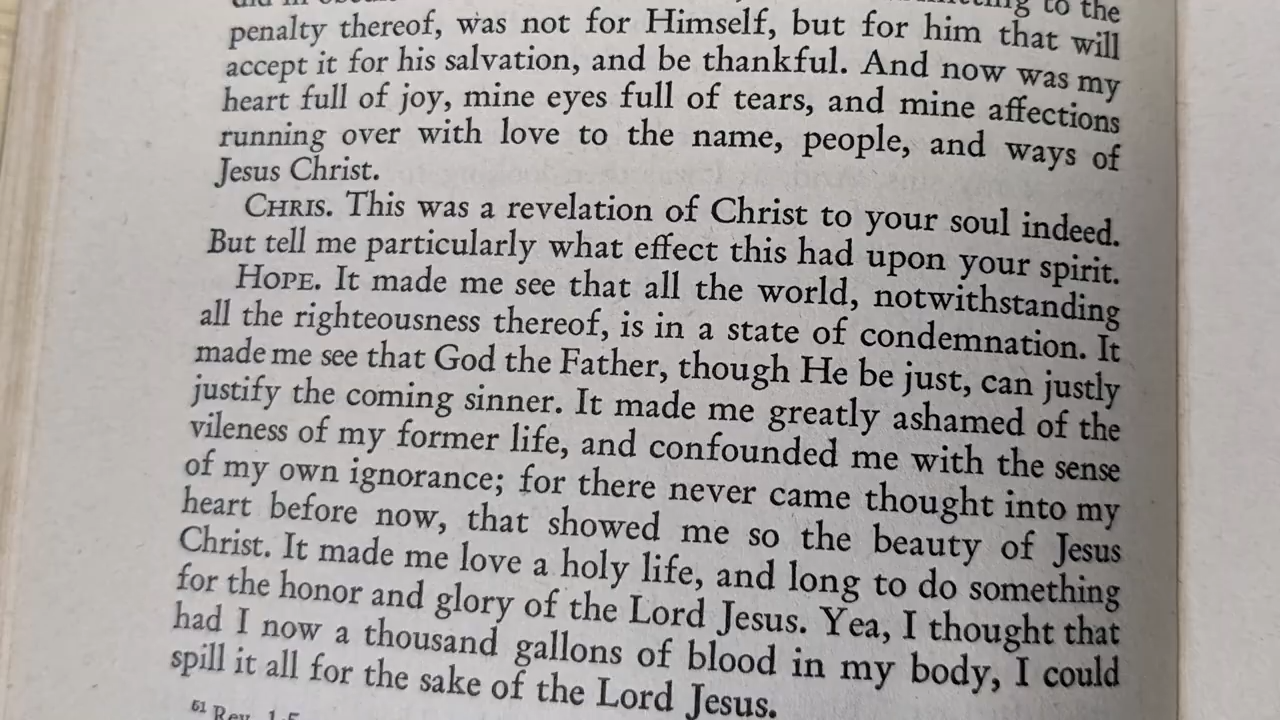 to the
penalty thereof, was not for Himself, but for him that will
accept it for his salvation, and be thankful. And now was my
heart full of joy, mine eyes full of tears, and mine affections
running over with love to the name, people, and ways of
Jesus Christ.
CHRIS. This was a revelation of Christ to your soul indeed.
But tell me particularly what effect this had upon your spirit.
HOPE. It made me see that all the world, notwithstanding
all the righteousness thereof, is in a state of condemnation. It
made me see that God the Father, though He be just, can justly
justify the coming sinner. It made me greatly ashamed of the
vileness of my former life, and confounded me with the sense
of my own ignorance; for there never came thought into my
heart before now, that showed me so the beauty of Jesus
Christ. It made me love a holy life, and long to do something
for the honor and glory of the Lord Jesus. Yea, I thought that
had I now a thousand gallons of blood in my body, I could
spill it all for the sake of the Lord Jesus.
61 Rev. 1:5